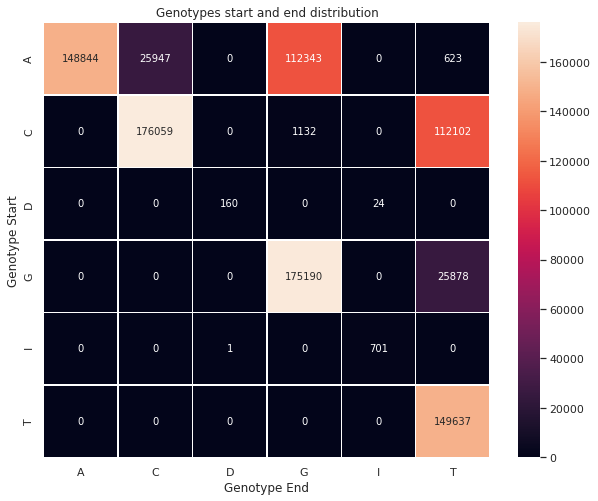 Genotypes start and end distribution
Genotype Start
A 148844 25947 0 112343 0 623
C 0 176059 0 1132 0 112102
D 0 0 160 0 24 0
G 0 0 0 175190 0 25878
I 0 0 1 0 701 0
T 0 0 0 0 0 149637
A C D G I T
Genotype End
160000
140000
120000
100000
80000
60000
40000
20000
0